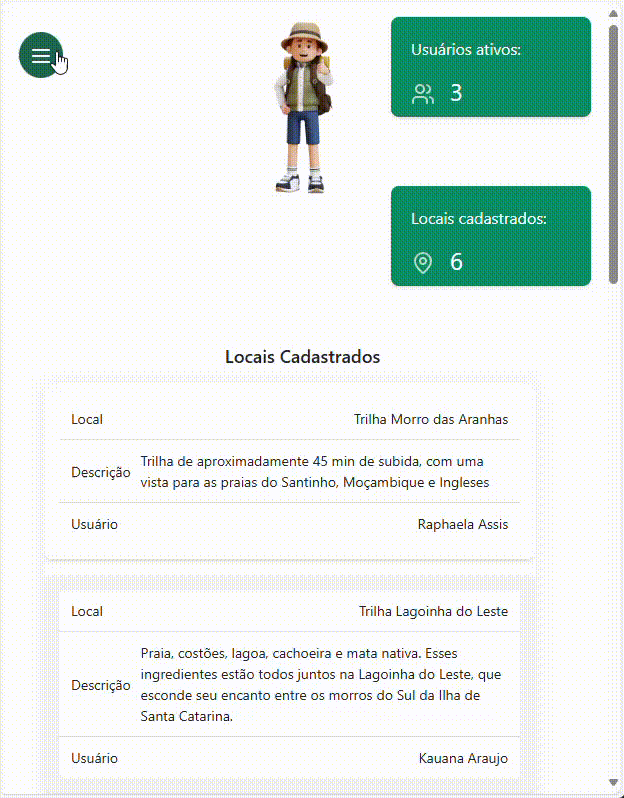 Usuários ativos:
3
Locais cadastrados:
6
Locais Cadastrados
Local Trilha Morro das Aranhas
Descrição Trilha de aproximadamente 45 min de subida, com uma
vista para as praias do Santinho, Moçambique e Ingleses
Usuário Raphaela Assis
Local Trilha Lagoinha do Leste
Descrição Praia, costões, lagoa, cachoeira e mata nativa. Esses
ingredientes estão todos juntos na Lagoinha do Leste, que
esconde seu encanto entre os morros do Sul da Ilha de
Santa Catarina.
Usuário Kauana Araujo